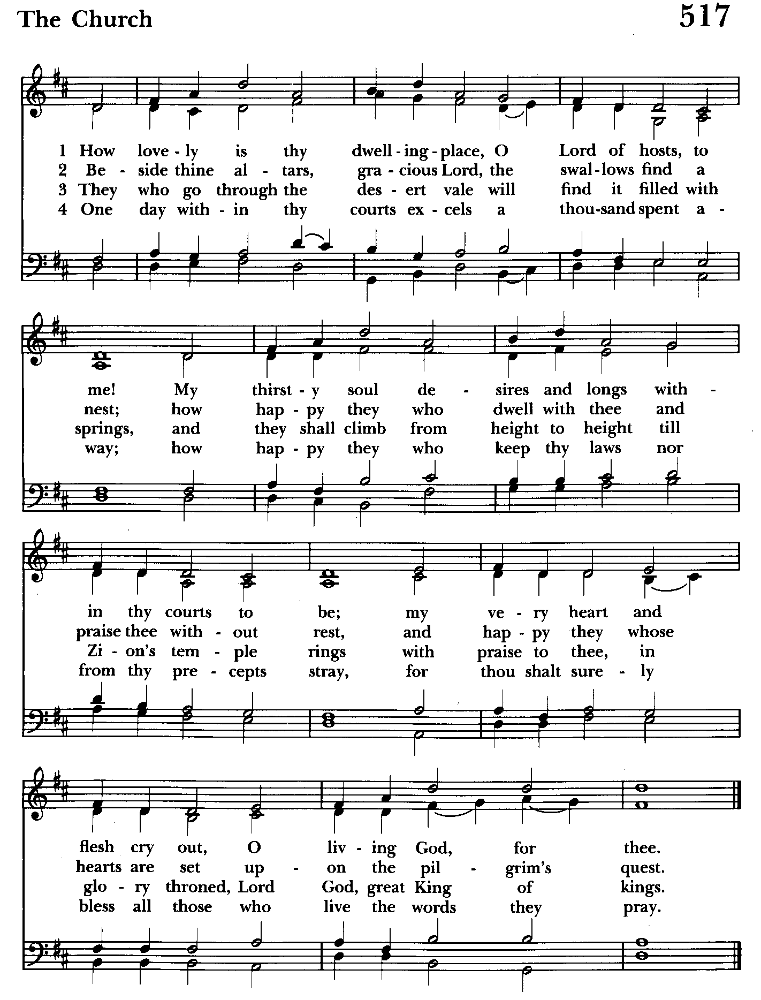 The Church 517
1 How love - ly is thy dwell - ing - place, O Lord of hosts, to
2 Be - side thine al - tars, gra - cious Lord, the swal - lows find a
3 They who go through the des - ert vale will find it filled with
4 One day with - in thy courts ex - cels a thou - sand spent a -
me! My thirst - y soul de - sires and longs with -
nest; how hap - py they who dwell with thee and
springs, and they shall climb from height to height till
way; how hap - py they who keep thy laws nor
in thy courts to be; my ve - ry heart and
praise thee with - out rest, and hap - py they whose
Zi - on's tem - ple rings with praise to thee, in
from thy pre - cepts stray, for thou shalt sure - ly
flesh cry out, O liv - ing God, for thee.
hearts are set up - on the pil - grim's quest.
glo - ry throned, Lord God, great King of kings.
bless all those who live the words they pray.